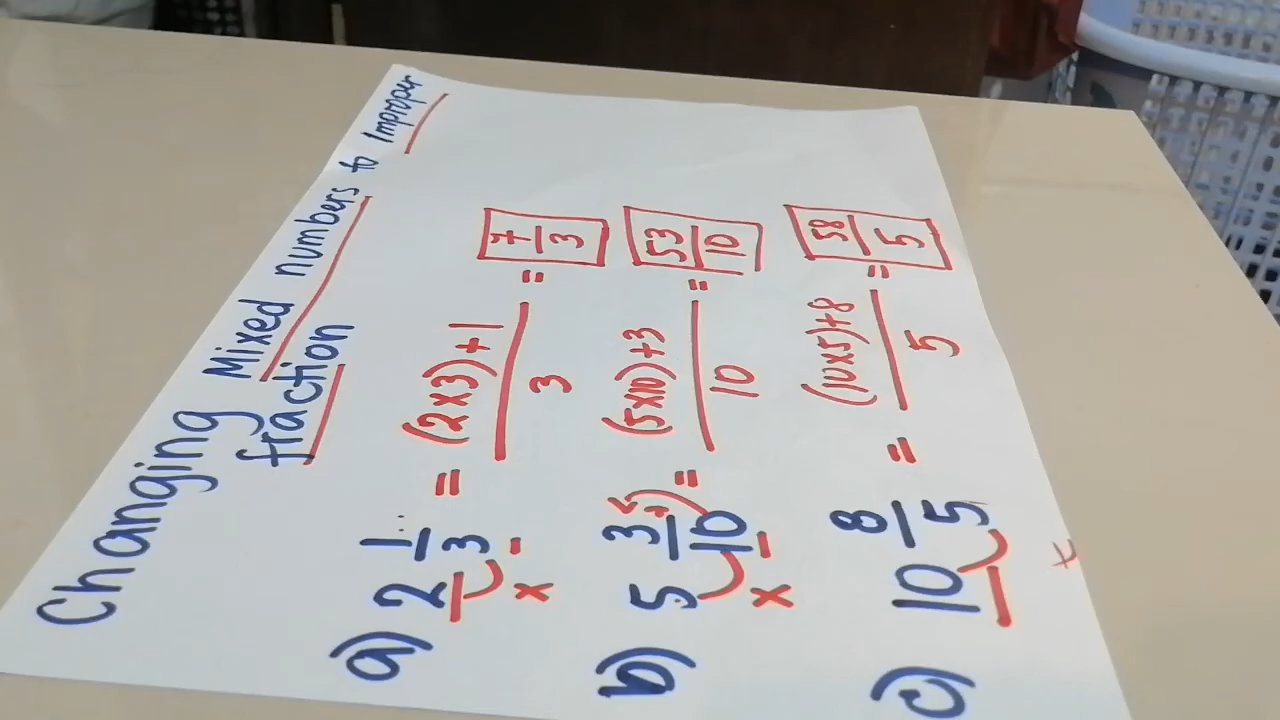 Changing Mixed numbers to Improper
fraction
a) 2 1/3 = (2x3)+1/3 = 7/3
x
b) 5 3/10 = (5x10)+3/10 = 53/10
x +
c) 10 8/5 = (10x5)+8/5 = 58/5